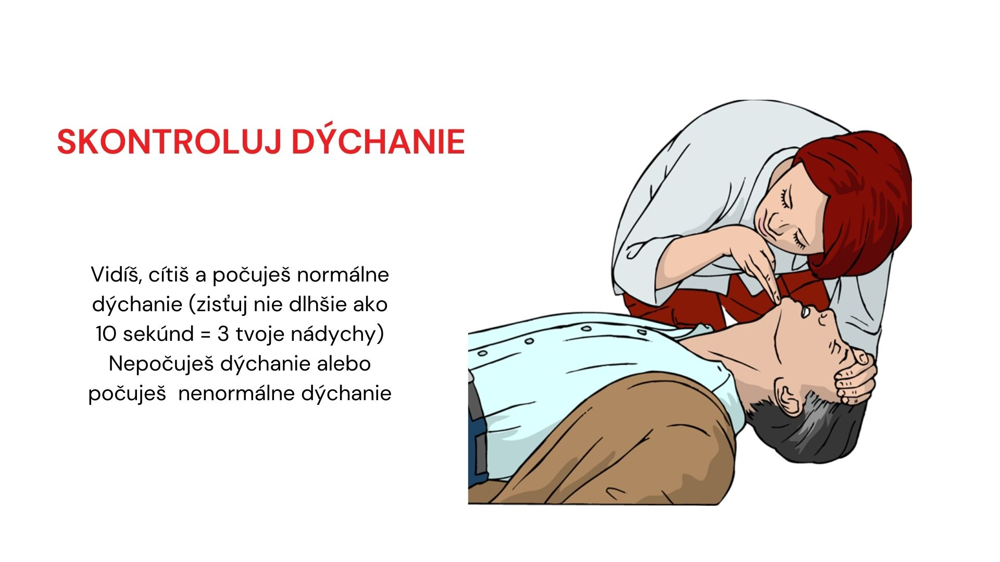 SKONTROLUJ DÝCHANIE
Vidíš, cítiš a počuješ normálne
dýchanie (zisťuj nie dlhšie ako
10 sekúnd = 3 tvoje nádychy)
Nepočuješ dýchanie alebo
počuješ  nenormálne dýchanie